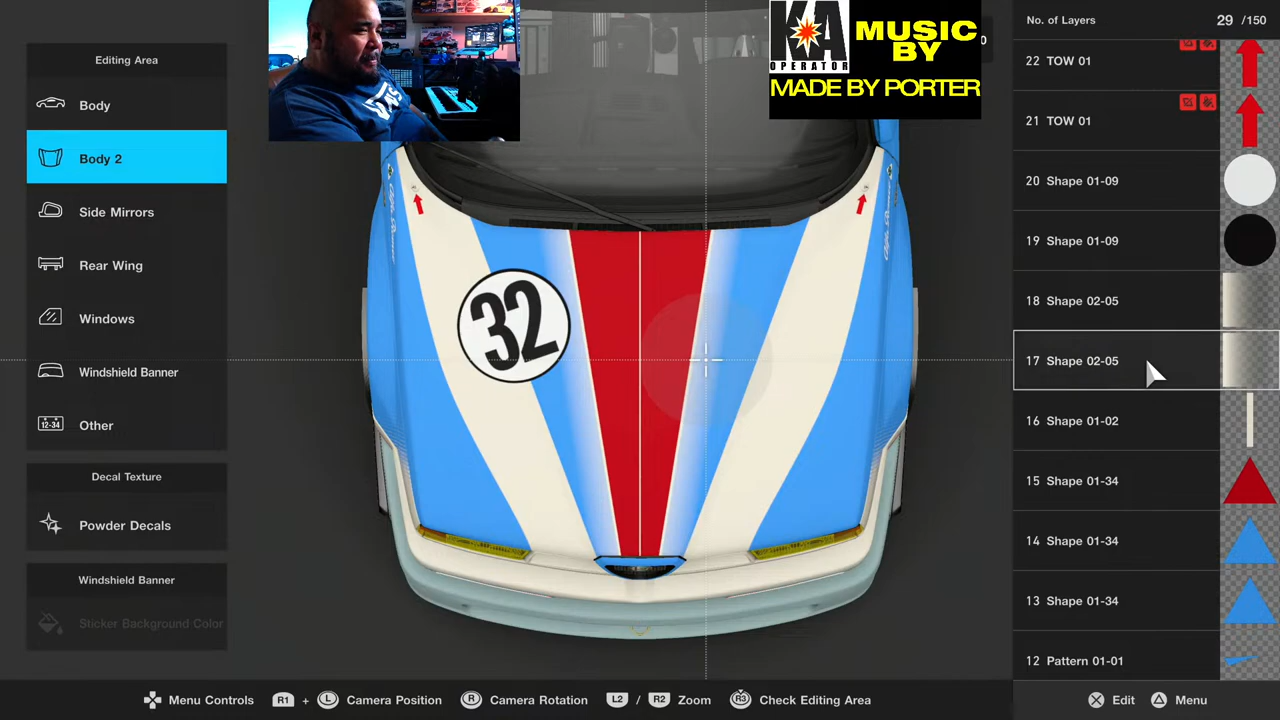 Editing Area
Body
Body 2
Side Mirrors
Rear Wing
Windows
Windshield Banner
Other
Decal Texture
Powder Decals
Windshield Banner
Sticker Background Color
KA
OPERATOR
MUSIC
BY
MADE BY PORTER
32
No. of Layers 29 /150
22 TOW 01
21 TOW 01
20 Shape 01-09
19 Shape 01-09
18 Shape 02-05
17 Shape 02-05
16 Shape 01-02
15 Shape 01-34
14 Shape 01-34
13 Shape 01-34
12 Pattern 01-01
Menu Controls R1 + L Camera Position R Camera Rotation L2 / R2 Zoom R3 Check Editing Area
Edit Menu